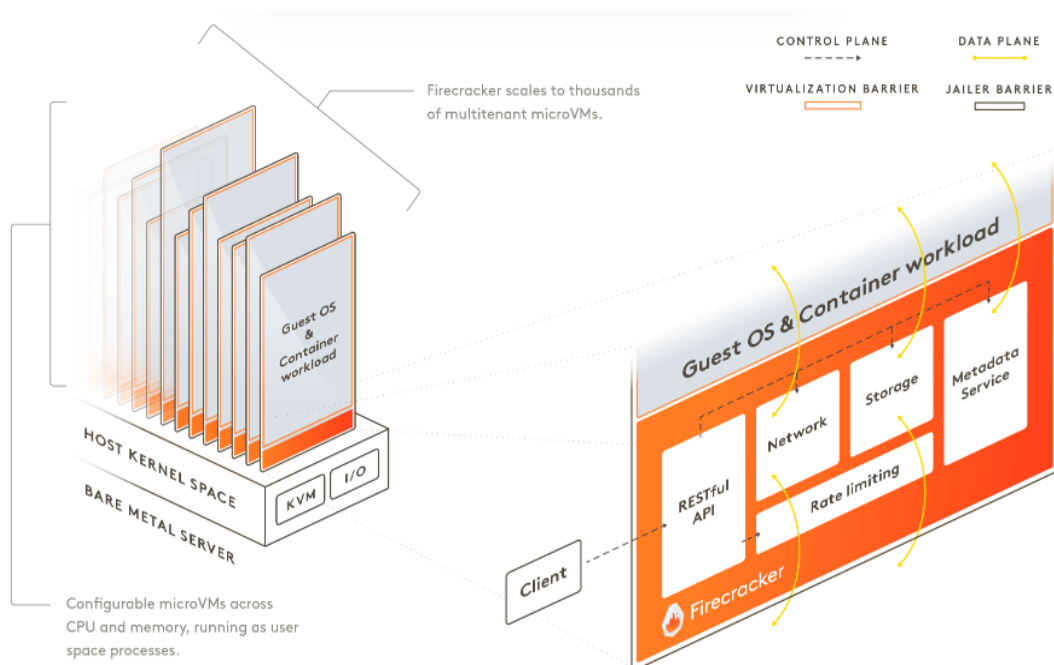 CONTROL PLANE
DATA PLANE
VIRTUALIZATION BARRIER
JAILER BARRIER
Firecracker scales to thousands
of multitenant microVMs.
Guest OS
&
Container
workload
HOST KERNEL SPACE
KVM
I/O
BARE METAL SERVER
Configurable microVMs across
CPU and memory, running as user
space processes.
Guest OS & Container workload
Client
RESTful
API
Network
Storage
Metadata
Service
Rate limiting
Firecracker